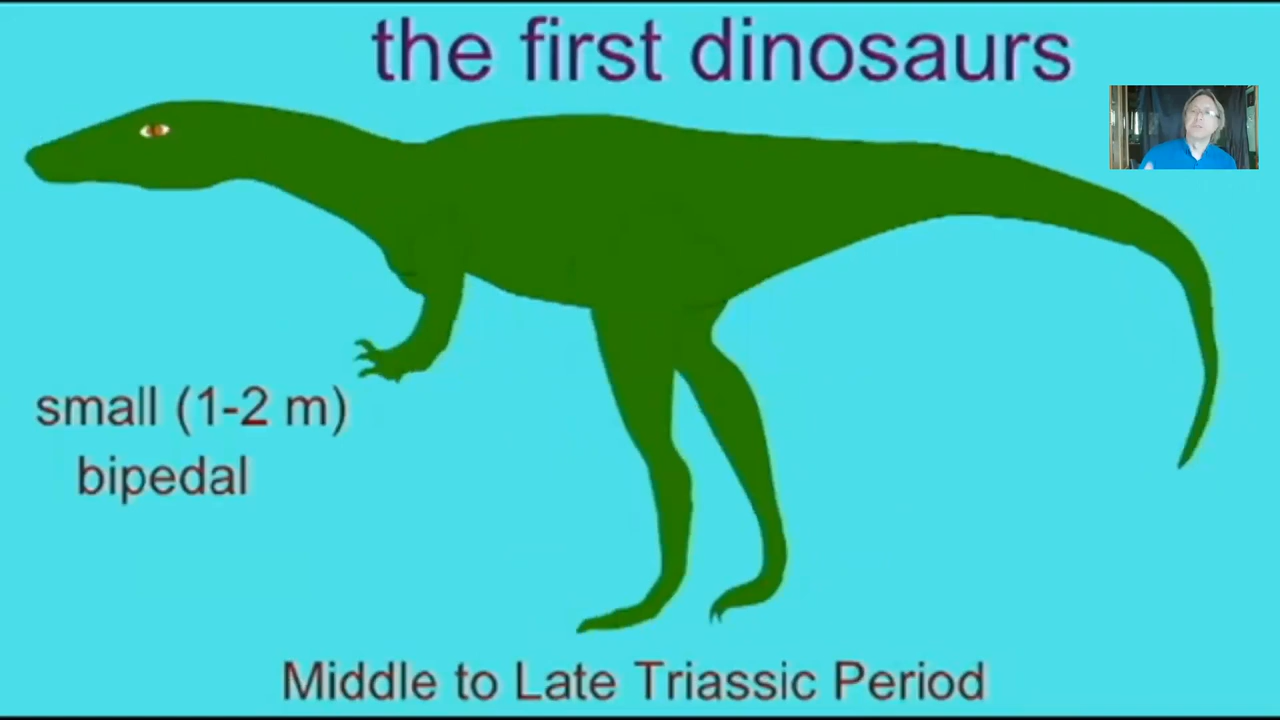 the first dinosaurs
small (1-2 m)
bipedal
Middle to Late Triassic Period